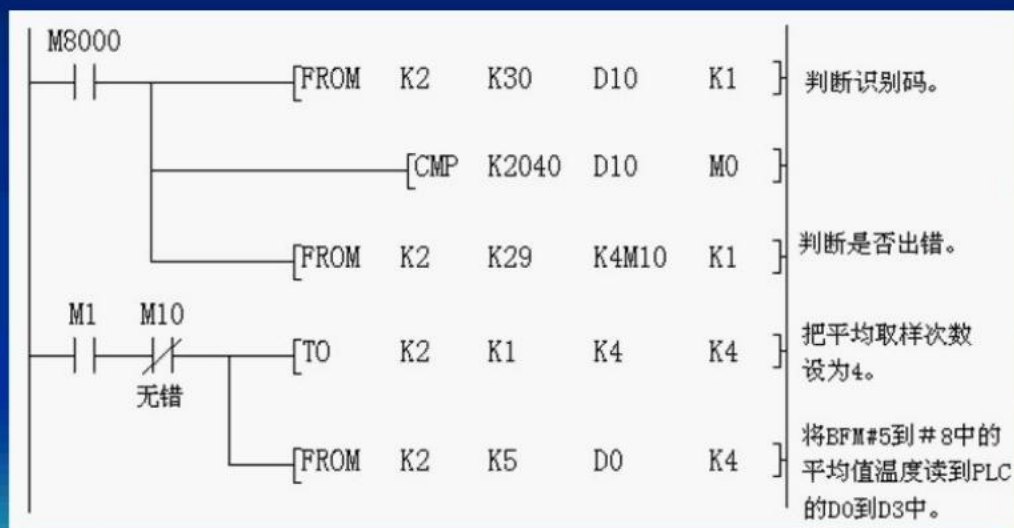 M8000
[FROM K2 K30 D10 K1 ] 判断识别码。
[CMP K2040 D10 M0 ]
[FROM K2 K29 K4M10 K1 ] 判断是否出错。
M1 M10
[TO K2 K1 K4 K4 ] 把平均取样次数
设为4。
无错
[FROM K2 K5 D0 K4 ] 将BFM#5到＃8中的
平均值温度读到PLC
的D0到D3中。